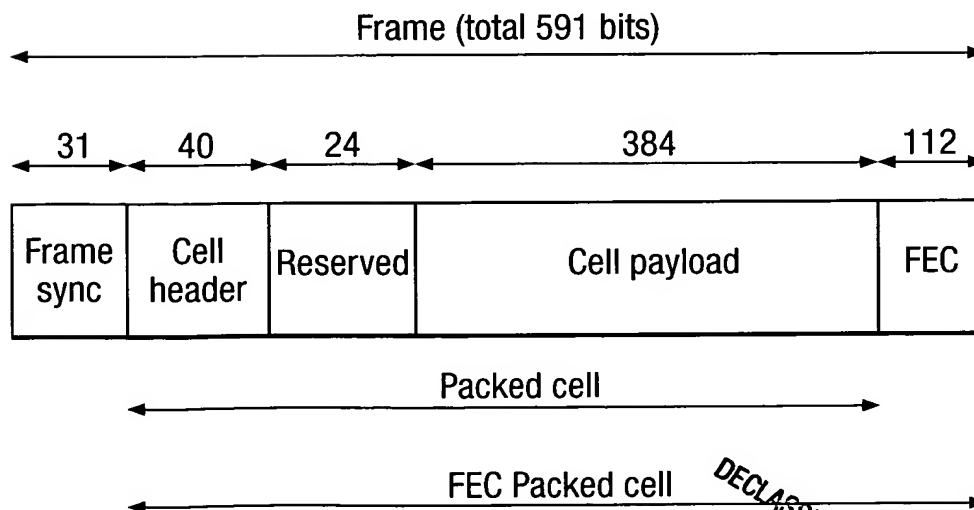 Frame (total 591 bits)
31 40 24 384 112
Frame sync
Cell header
Reserved
Cell payload
FEC
Packed cell
FEC Packed cell